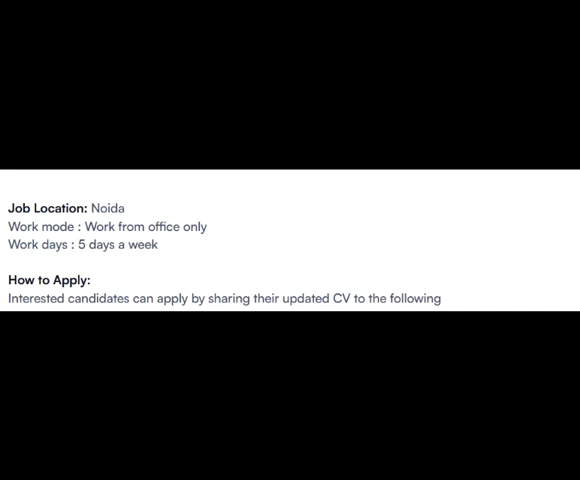 Job Location: Noida
Work mode : Work from office only
Work days : 5 days a week
How to Apply:
Interested candidates can apply by sharing their updated CV to the following